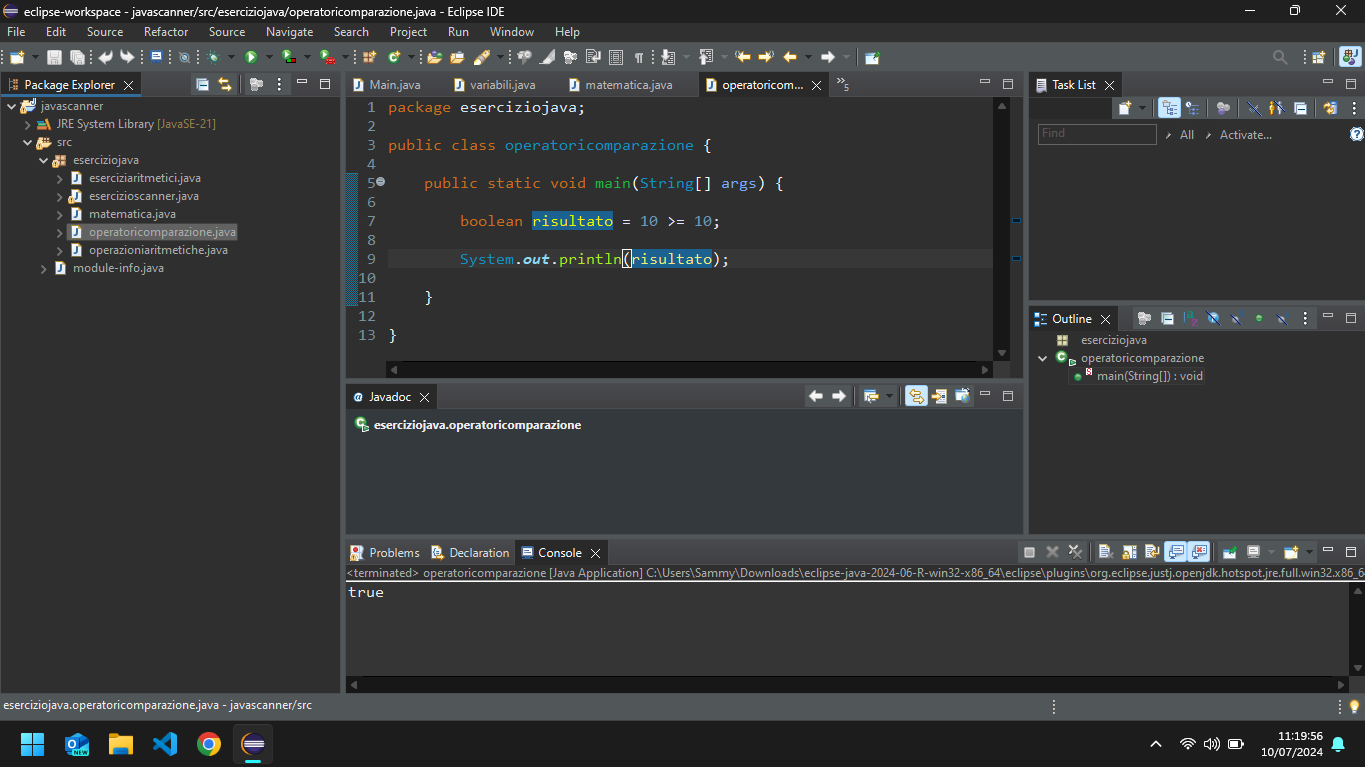 eclipse-workspace - javascanner/src/eserciziojava/operatoricomparazione.java - Eclipse IDE
File Edit Source Refactor Source Navigate Search Project Run Window Help
Package Explorer
javascanner
JRE System Library [JavaSE-21]
src
eserciziojava
eserciziaritmetici.java
esercizioscanner.java
matematica.java
operatoricomparazione.java
operazioniaritmetiche.java
module-info.java
Main.java variabili.java matematica.java operatoricom... 5
1 package eserciziojava;
2
3 public class operatoricomparazione {
4
5 public static void main(String[] args) {
6
7 boolean risultato = 10 >= 10;
8
9 System.out.println(risultato);
10
11 }
12
13 }
Javadoc
eserciziojava.operatoricomparazione
Task List
Find All Activate...
Outline
eserciziojava
operatoricomparazione
main(String[]) : void
Problems Declaration Console
<terminated> operatoricomparazione [Java Application] C:\Users\Sammy\Downloads\eclipse-java-2024-06-R-win32-x86_64\eclipse\plugins\org.eclipse.justj.openjdk.hotspot.jre.full.win32.x86_6
true
eserciziojava.operatoricomparazione.java - javascanner/src
NEW
11:19:56
10/07/2024